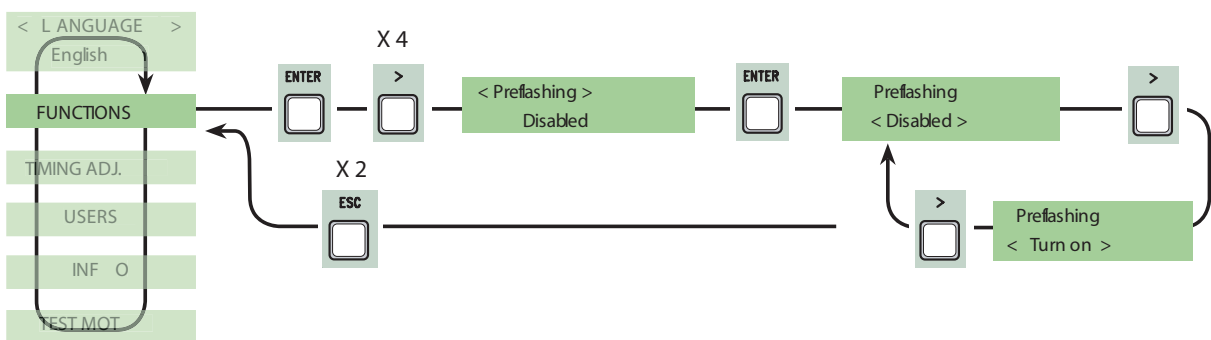 < L ANGUAGE >
English
FUNCTIONS
TIMING ADJ.
USERS
INF O
TEST MOT
X 4
ENTER
>
< Preflashing >
Disabled
ENTER
Preflashing
< Disabled >
>
X 2
ESC
>
Preflashing
< Turn on >